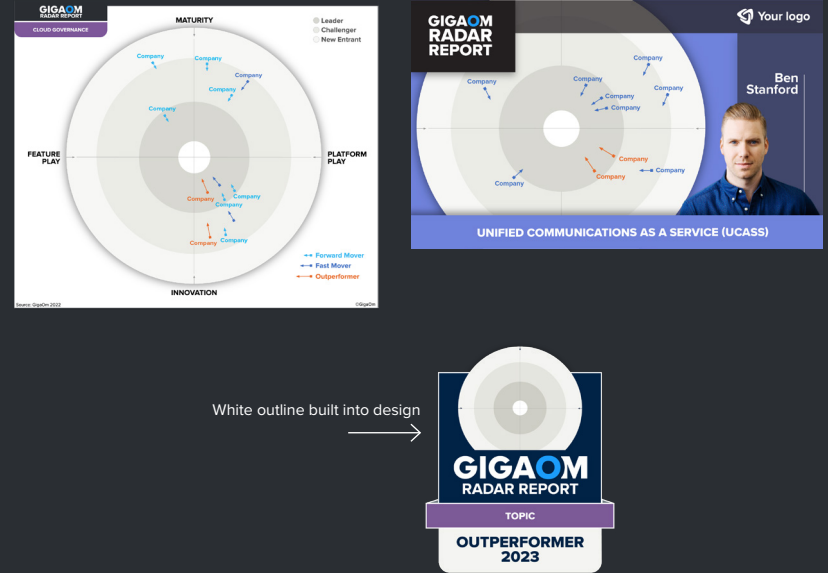 GIGAOM
RADAR REPORT
CLOUD GOVERNANCE
MATURITY
Leader
Challenger
New Entrant
Company
Company
Company
Company
Company
FEATURE
PLAY
PLATFORM
PLAY
Company
Company
Company
Company
Company
Forward Mover
Fast Mover
Outperformer
INNOVATION
Source: GigaOm 2022
©GigaOm
GIGAOM
RADAR
REPORT
Your logo
Ben
Stanford
Company
Company
Company
Company
Company
Company
Company
Company
Company
Company
UNIFIED COMMUNICATIONS AS A SERVICE (UCASS)
White outline built into design
GIGAOM
RADAR REPORT
TOPIC
OUTPERFORMER
2023